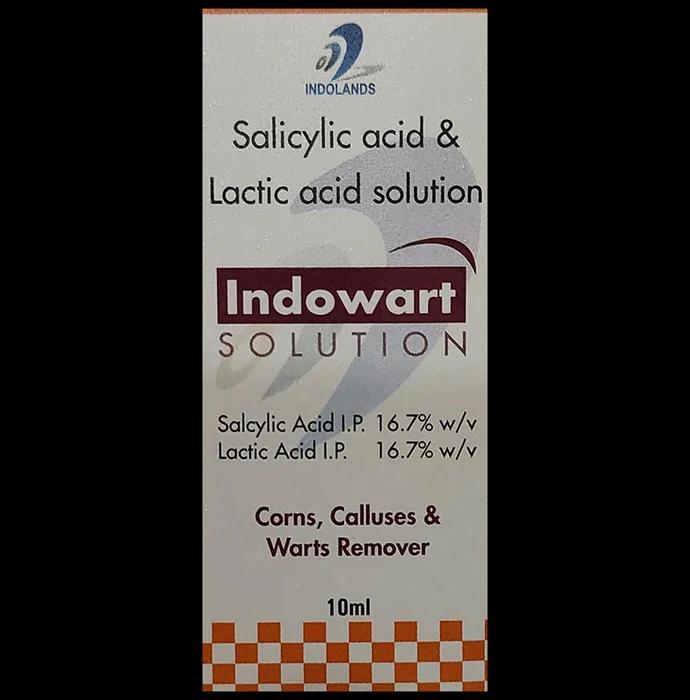 INDOLANDS
Salicylic acid &
Lactic acid solution
Indowart
SOLUTION
Salcylic Acid I.P. 16.7% w/v
Lactic Acid I.P. 16.7% w/v
Corns, Calluses &
Warts Remover
10ml